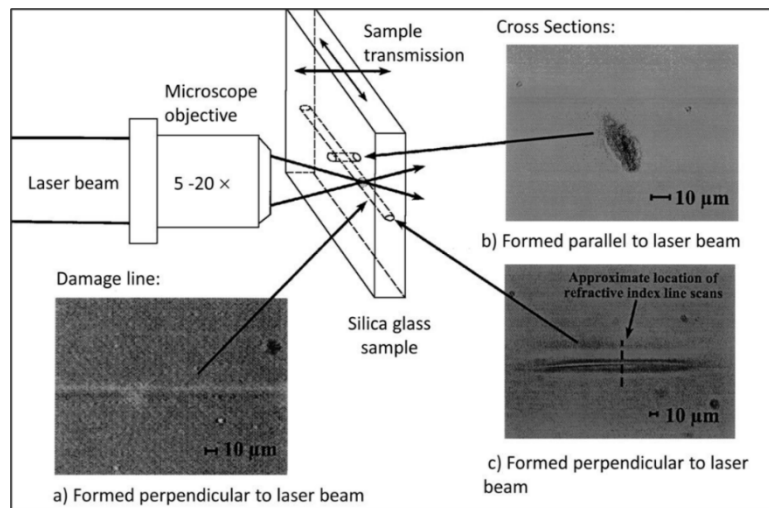 Sample
transmission
Cross Sections:
Microscope
objective
Laser beam
5 -20 ×
10 μm
b) Formed parallel to laser beam
Damage line:
Silica glass
sample
Approximate location of
refractive index line scans
10 μm
10 μm
a) Formed perpendicular to laser beam
c) Formed perpendicular to laser
beam